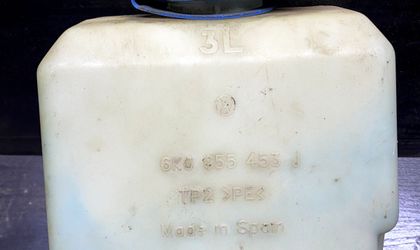 3L
6K0 955 453 J
TP2 >PE<
Made in Spain